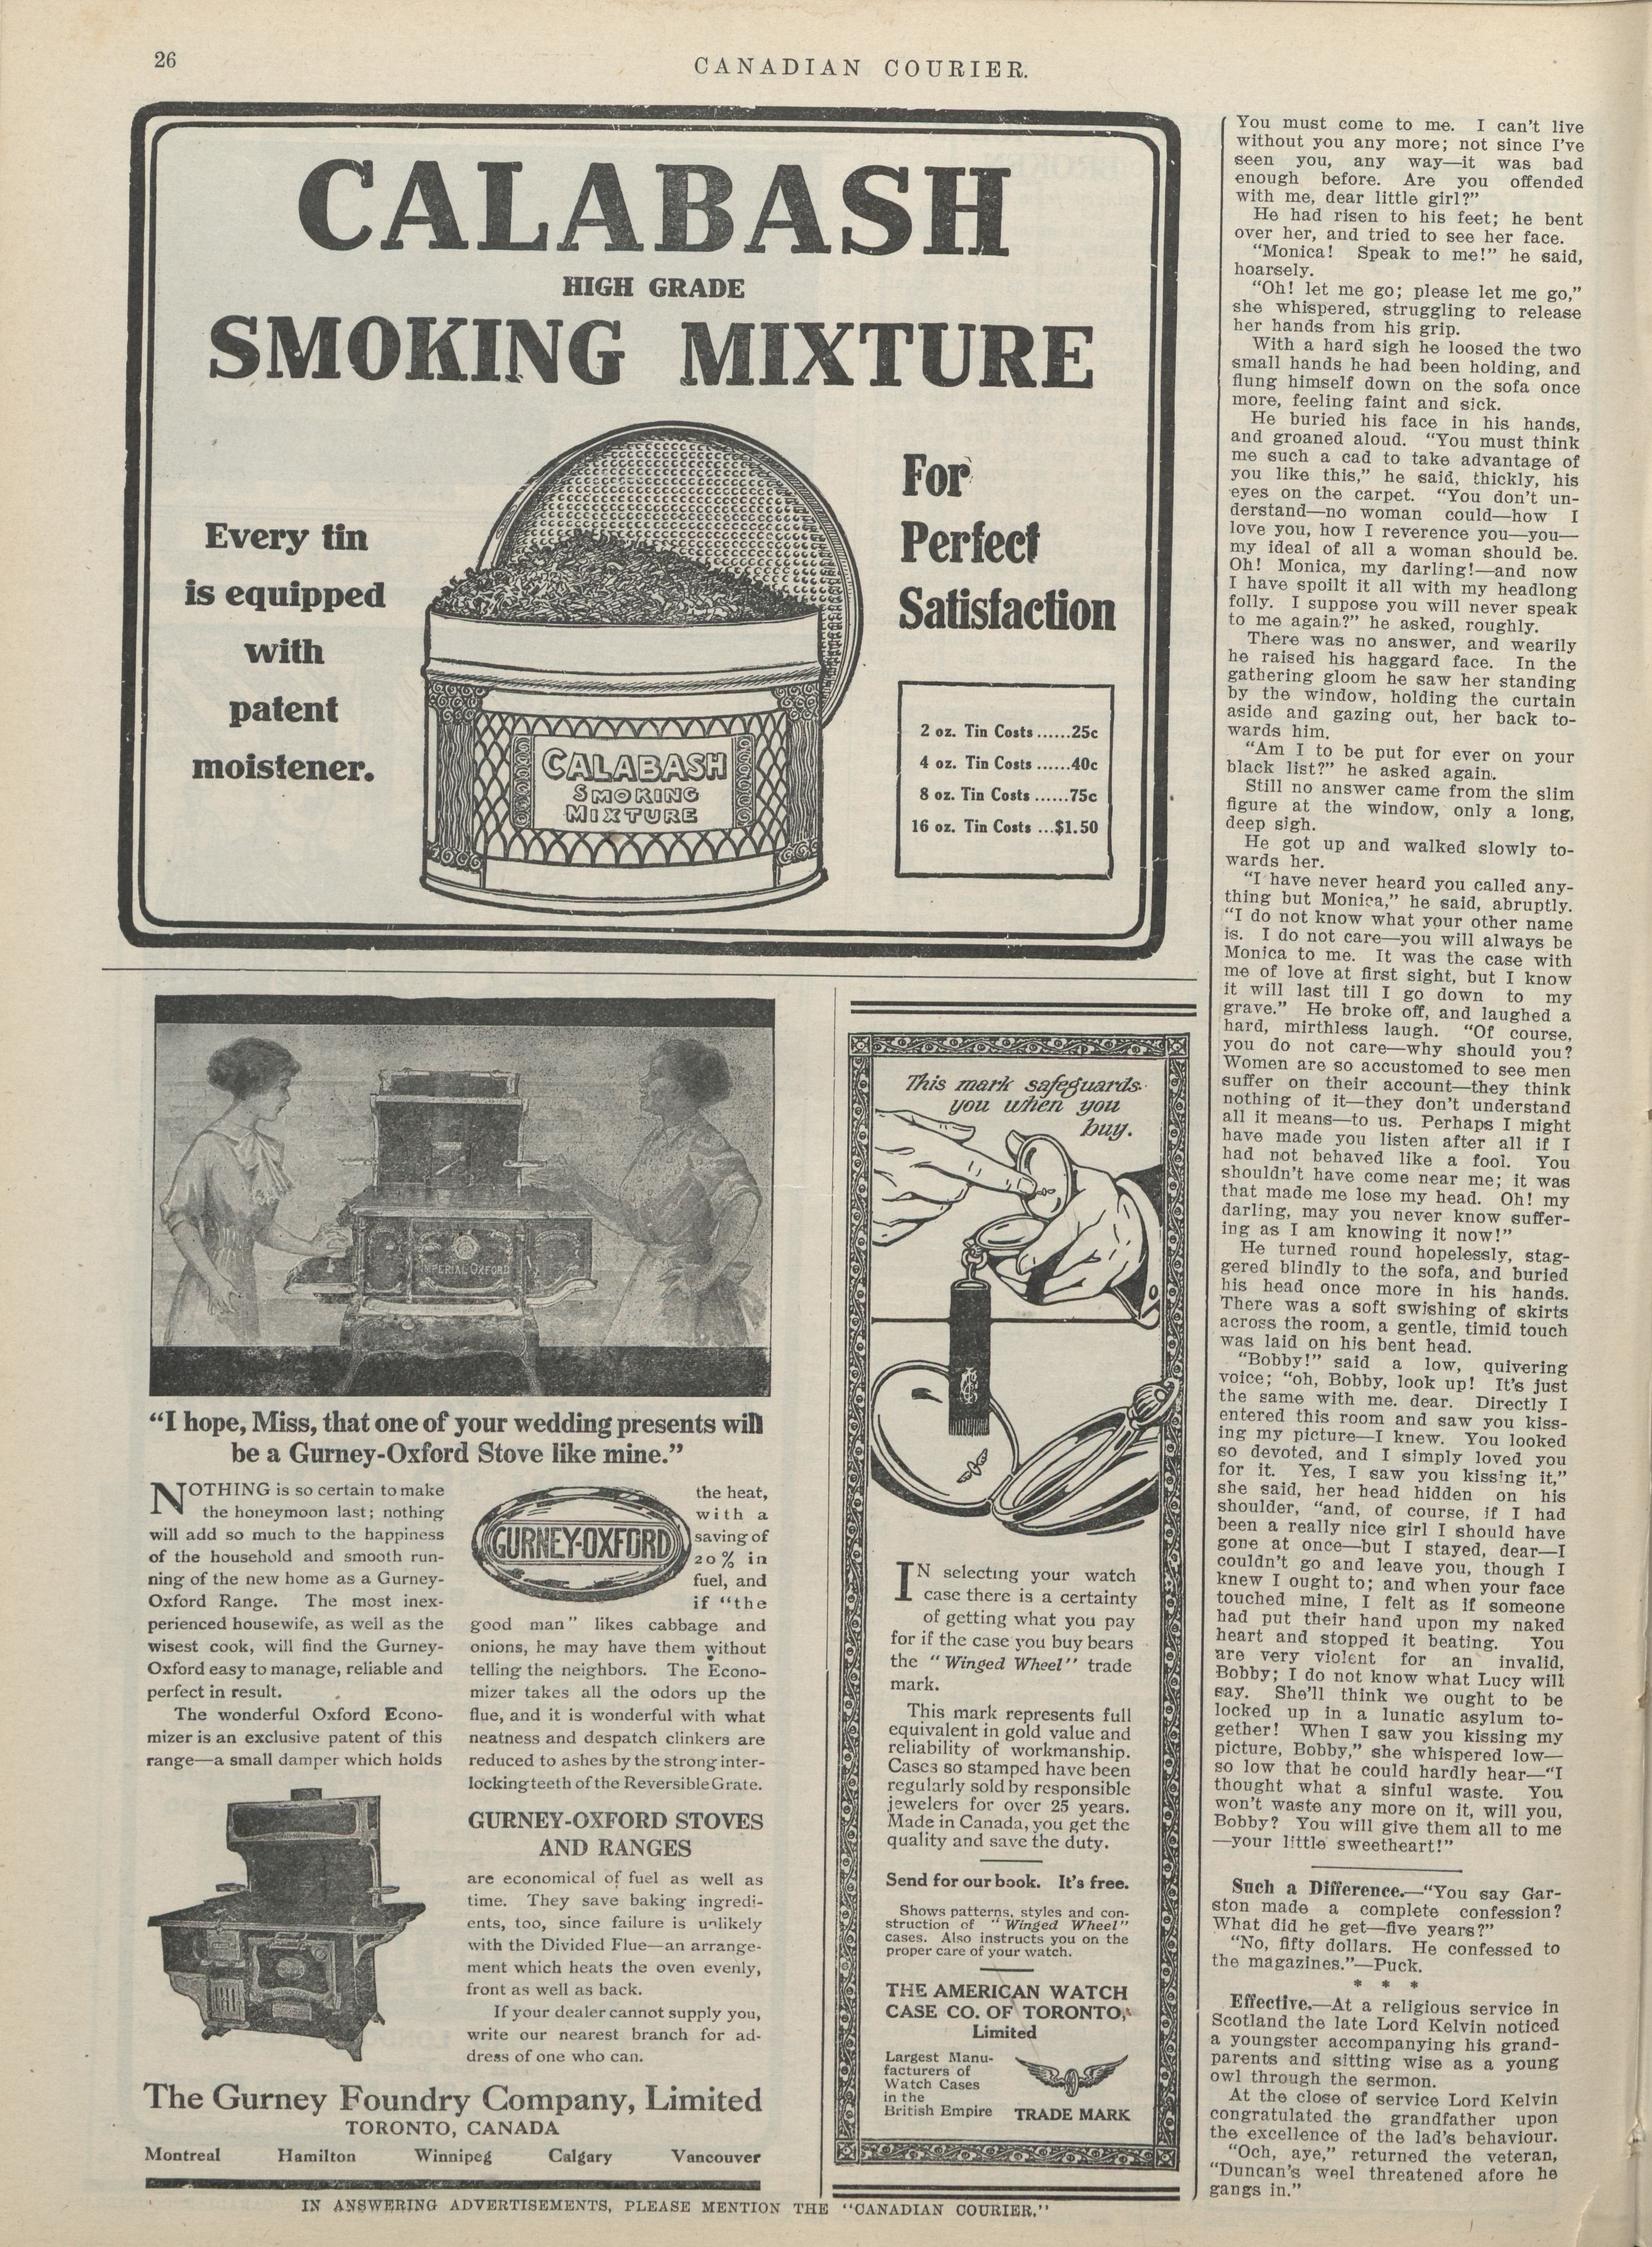 26
CANADIAN COURIER.
CALABASH
HIGH GRADE
SMOKING MIXTURE
Every tin
is equipped
with
patent
moistener.
CALABASH
SMOKING
MIXTURE
For
Perfect
Satisfaction
2 oz. Tin Costs ......25c
4 oz. Tin Costs ......40c
8 oz. Tin Costs ......75c
16 oz. Tin Costs ...$1.50
IMPERIAL OXFORD
“I hope, Miss, that one of your wedding presents will
be a Gurney-Oxford Stove like mine.”
NOTHING is so certain to make
the honeymoon last; nothing
will add so much to the happiness
of the household and smooth run-
ning of the new home as a Gurney-
Oxford Range. The most inex-
perienced housewife, as well as the
wisest cook, will find the Gurney-
Oxford easy to manage, reliable and
perfect in result.
The wonderful Oxford Econo-
mizer is an exclusive patent of this
range—a small damper which holds
GURNEY-OXFORD
the heat,
with a
saving of
20% in
fuel, and
if “the
good man” likes cabbage and
onions, he may have them without
telling the neighbors. The Econo-
mizer takes all the odors up the
flue, and it is wonderful with what
neatness and despatch clinkers are
reduced to ashes by the strong inter-
locking teeth of the Reversible Grate.
GURNEY-OXFORD STOVES
AND RANGES
are economical of fuel as well as
time. They save baking ingredi-
ents, too, since failure is unlikely
with the Divided Flue—an arrange-
ment which heats the oven evenly,
front as well as back.
If your dealer cannot supply you,
write our nearest branch for ad-
dress of one who can.
The Gurney Foundry Company, Limited
TORONTO, CANADA
Montreal Hamilton Winnipeg Calgary Vancouver
This mark safeguards
you when you
buy.
IN selecting your watch
case there is a certainty
of getting what you pay
for if the case you buy bears
the “Winged Wheel” trade
mark.
This mark represents full
equivalent in gold value and
reliability of workmanship.
Cases so stamped have been
regularly sold by responsible
jewelers for over 25 years.
Made in Canada, you get the
quality and save the duty.
Send for our book. It’s free.
Shows patterns, styles and con-
struction of “Winged Wheel”
cases. Also instructs you on the
proper care of your watch.
THE AMERICAN WATCH
CASE CO. OF TORONTO,
Limited
Largest Manu-
facturers of
Watch Cases
in the
British Empire
TRADE MARK
You must come to me. I can’t live
without you any more; not since I’ve
seen you, any way—it was bad
enough before. Are you offended
with me, dear little girl?”
He had risen to his feet; he bent
over her, and tried to see her face.
“Monica! Speak to me!” he said,
hoarsely.
“Oh! let me go; please let me go,”
she whispered, struggling to release
her hands from his grip.
With a hard sigh he loosed the two
small hands he had been holding, and
flung himself down on the sofa once
more, feeling faint and sick.
He buried his face in his hands,
and groaned aloud. “You must think
me such a cad to take advantage of
you like this,” he said, thickly, his
eyes on the carpet. “You don’t un-
derstand—no woman could—how I
love you, how I reverence you—you—
my ideal of all a woman should be.
Oh! Monica, my darling!—and now
I have spoilt it all with my headlong
folly. I suppose you will never speak
to me again?” he asked, roughly.
There was no answer, and wearily
he raised his haggard face. In the
gathering gloom he saw her standing
by the window, holding the curtain
aside and gazing out, her back to-
wards him.
“Am I to be put for ever on your
black list?” he asked again.
Still no answer came from the slim
figure at the window, only a long,
deep sigh.
He got up and walked slowly to-
wards her.
“I have never heard you called any-
thing but Monica,” he said, abruptly.
“I do not know what your other name
is. I do not care—you will always be
Monica to me. It was the case with
me of love at first sight, but I know
it will last till I go down to my
grave.” He broke off, and laughed a
hard, mirthless laugh. “Of course,
you do not care—why should you?
Women are so accustomed to see men
suffer on their account—they think
nothing of it—they don’t understand
all it means—to us. Perhaps I might
have made you listen after all if I
had not behaved like a fool. You
shouldn’t have come near me; it was
that made me lose my head. Oh! my
darling, may you never know suffer-
ing as I am knowing it now!”
He turned round hopelessly, stag-
gered blindly to the sofa, and buried
his head once more in his hands.
There was a soft swishing of skirts
across the room, a gentle, timid touch
was laid on his bent head.
“Bobby!” said a low, quivering
voice; “oh, Bobby, look up! It’s just
the same with me. dear. Directly I
entered this room and saw you kiss-
ing my picture—I knew. You looked
so devoted, and I simply loved you
for it. Yes, I saw you kissing it,”
she said, her head hidden on his
shoulder, “and, of course, if I had
been a really nice girl I should have
gone at once—but I stayed, dear—I
couldn’t go and leave you, though I
knew I ought to; and when your face
touched mine, I felt as if someone
had put their hand upon my naked
heart and stopped it beating. You
are very violent for an invalid,
Bobby; I do not know what Lucy will
say. She’ll think we ought to be
locked up in a lunatic asylum to-
gether! When I saw you kissing my
picture, Bobby,” she whispered low—
so low that he could hardly hear—“I
thought what a sinful waste. You
won’t waste any more on it, will you,
Bobby? You will give them all to me
—your little sweetheart!”
Such a Difference.—“You say Gar-
ston made a complete confession?
What did he get—five years?”
“No, fifty dollars. He confessed to
the magazines.”—Puck.
* * *
Effective.—At a religious service in
Scotland the late Lord Kelvin noticed
a youngster accompanying his grand-
parents and sitting wise as a young
owl through the sermon.
At the close of service Lord Kelvin
congratulated the grandfather upon
the excellence of the lad’s behaviour.
“Och, aye,” returned the veteran,
“Duncan’s weel threatened afore he
gangs in.”
IN ANSWERING ADVERTISEMENTS, PLEASE MENTION THE “CANADIAN COURIER.”